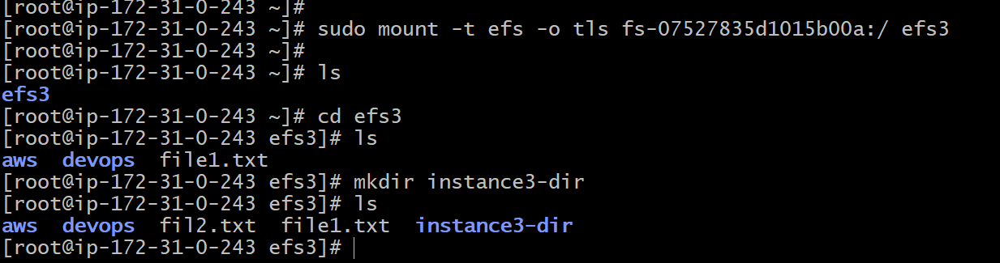 [root@ip-172-31-0-243 ~]#
[root@ip-172-31-0-243 ~]# sudo mount -t efs -o tls fs-07527835d1015b00a:/ efs3
[root@ip-172-31-0-243 ~]#
[root@ip-172-31-0-243 ~]# ls
efs3
[root@ip-172-31-0-243 ~]# cd efs3
[root@ip-172-31-0-243 efs3]# ls
aws  devops  file1.txt
[root@ip-172-31-0-243 efs3]# mkdir instance3-dir
[root@ip-172-31-0-243 efs3]# ls
aws  devops  fil2.txt  file1.txt  instance3-dir
[root@ip-172-31-0-243 efs3]#